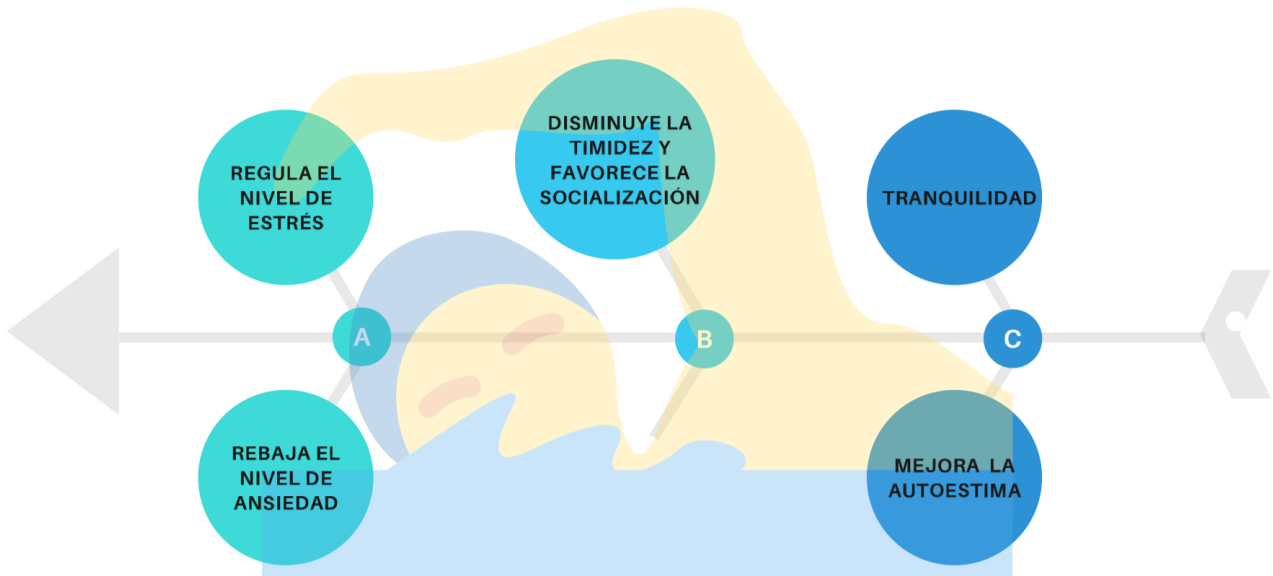 REGULA EL
NIVEL DE
ESTRÉS
DISMINUYE LA
TIMIDEZ Y
FAVORECE LA
SOCIALIZACIÓN
TRANQUILIDAD
A
B
C
REBAJA EL
NIVEL DE
ANSIEDAD
MEJORA LA
AUTOESTIMA